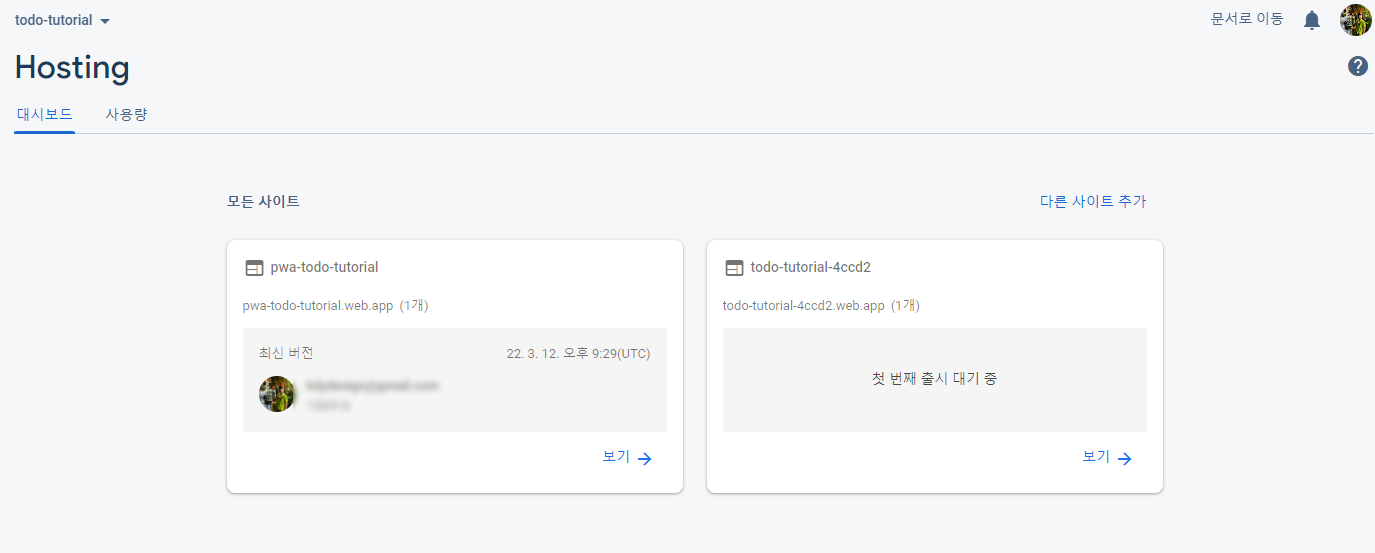 todo-tutorial
문서로 이동
Hosting
대시보드 사용량
모든 사이트
다른 사이트 추가
pwa-todo-tutorial
pwa-todo-tutorial.web.app (1개)
최신 버전
22. 3. 12. 오후 9:29(UTC)
보기
todo-tutorial-4ccd2
todo-tutorial-4ccd2.web.app (1개)
첫 번째 출시 대기 중
보기